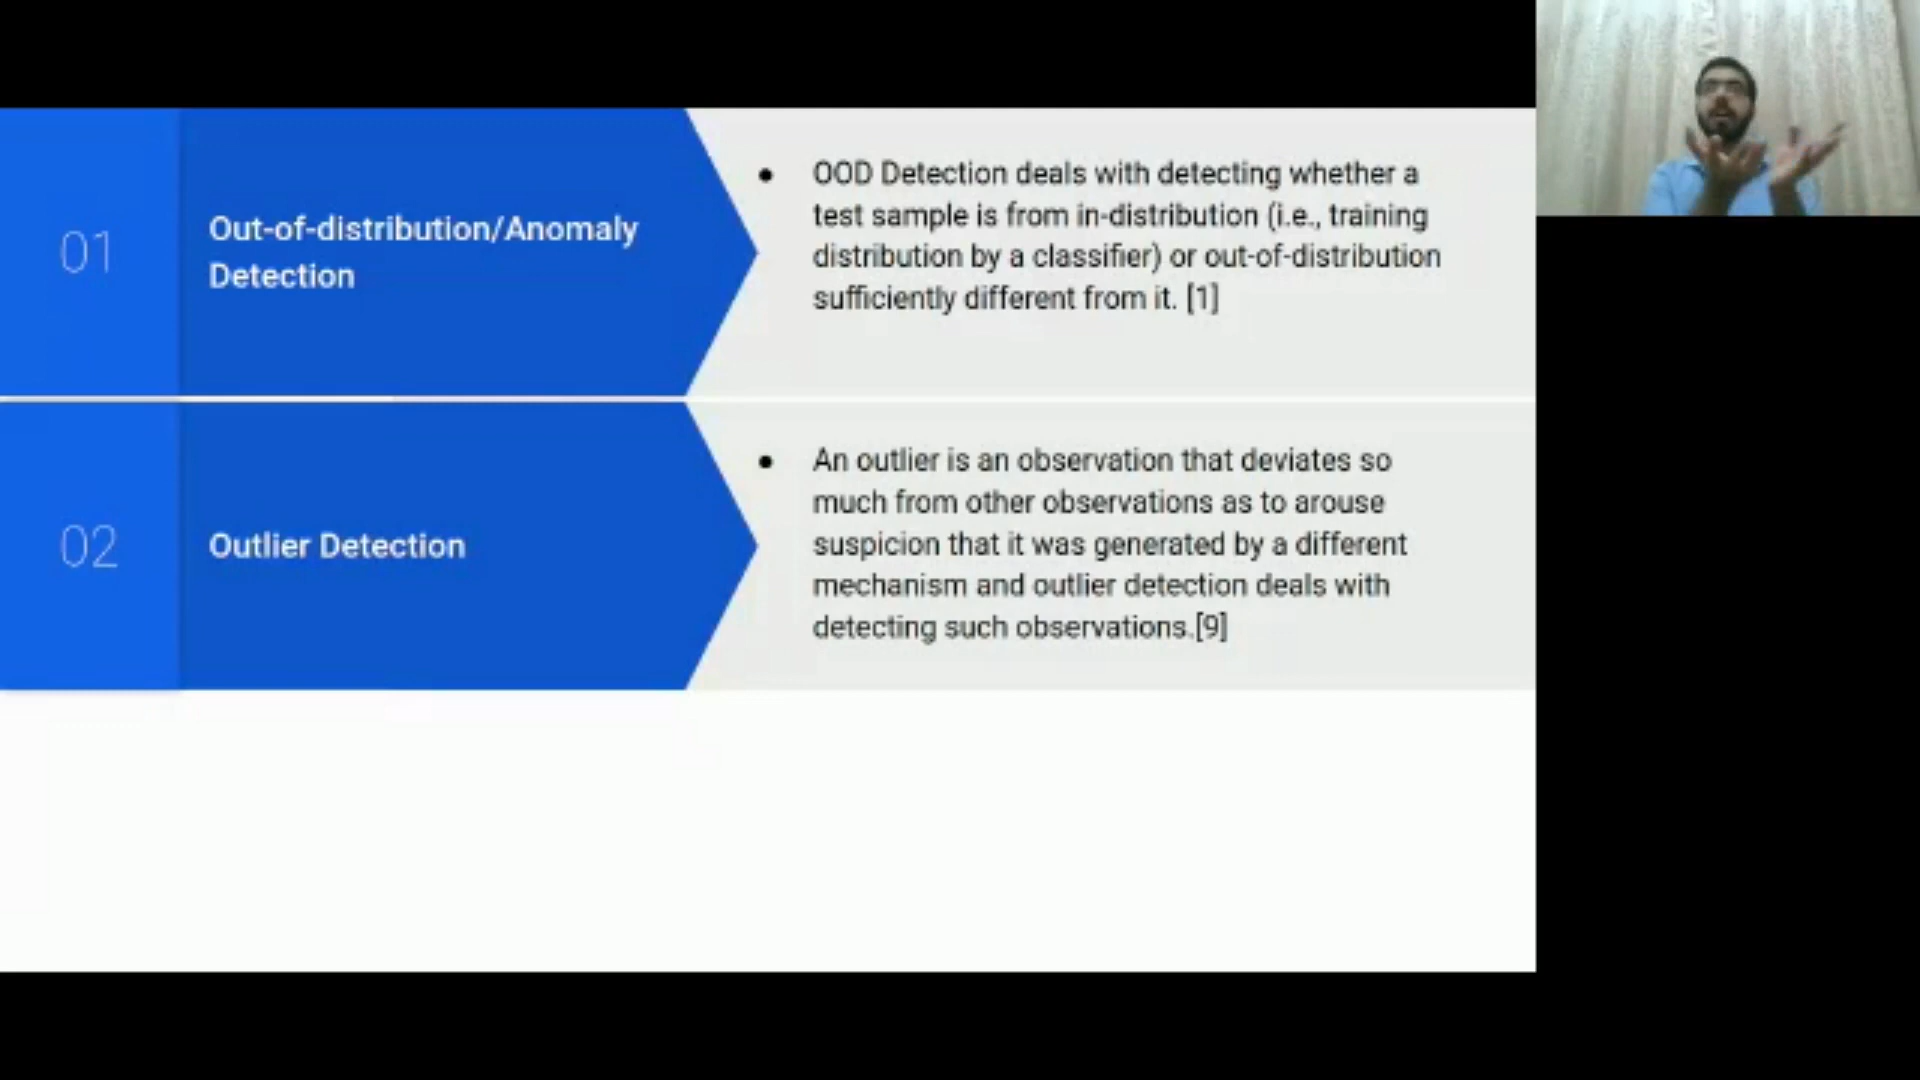 01
Out-of-distribution/Anomaly
Detection
● OOD Detection deals with detecting whether a
test sample is from in-distribution (i.e., training
distribution by a classifier) or out-of-distribution
sufficiently different from it. [1]
02
Outlier Detection
● An outlier is an observation that deviates so
much from other observations as to arouse
suspicion that it was generated by a different
mechanism and outlier detection deals with
detecting such observations.[9]